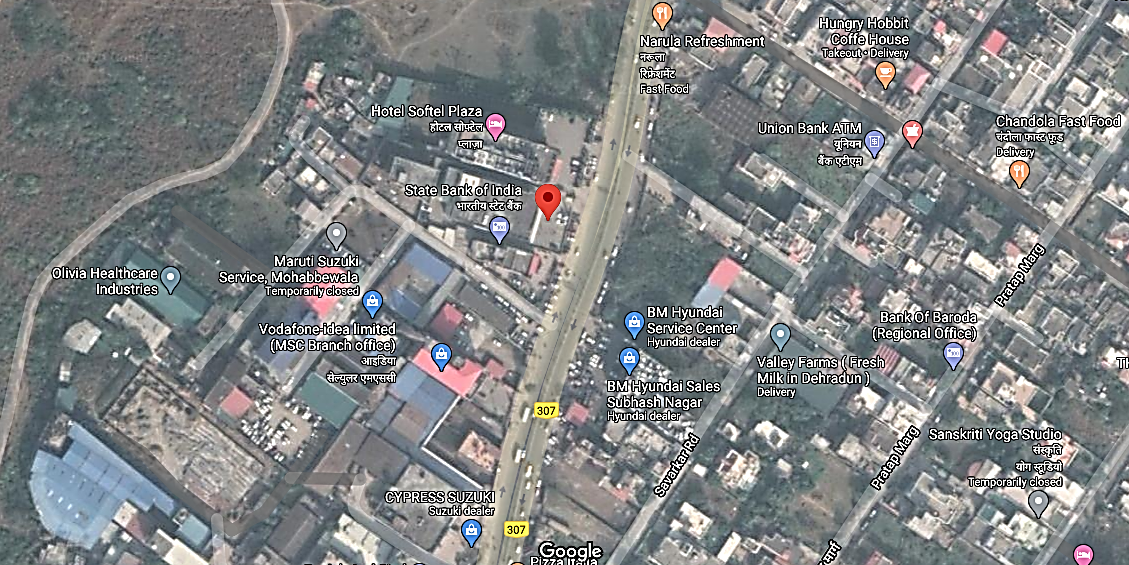 Narula Refreshment
नरूला
रिफ्रेशमेंट
Fast Food
Hungry Hobbit
Coffe House
Takeout • Delivery
Hotel Softel Plaza
होटल सोफ्टेल
प्लाज़ा
Union Bank ATM
यूनियन
बैंक एटीएम
Chandola Fast Food
चंदोला फास्ट फूड
Delivery
State Bank of India
भारतीय स्टेट बैंक
Maruti Suzuki
Service, Mohabbewala
Temporarily closed
Olivia Healthcare
Industries
Pratap Marg
Vodafone-idea limited
(MSC Branch office)
आइडिया
सेल्युलर एमएससी
BM Hyundai
Service Center
Hyundai dealer
Bank Of Baroda
(Regional Office)
Valley Farms ( Fresh
Milk in Dehradun )
Delivery
BM Hyundai Sales
Subhash Nagar
Hyundai dealer
307
Savarkar Rd
Pratap Marg
Sanskriti Yoga Studio
संस्कृति
योग स्टूडियो
Temporarily closed
CYPRESS SUZUKI
Suzuki dealer
307
Google